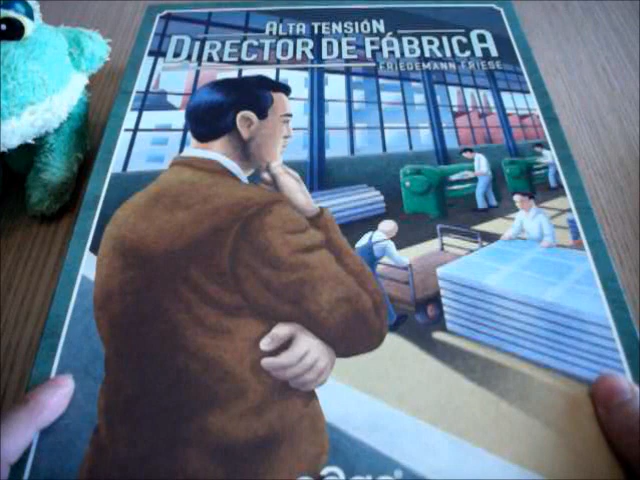 ALTA TENSIÓN
DIRECTOR DE FÁBRICA
FRIEDEMANN FRIESE